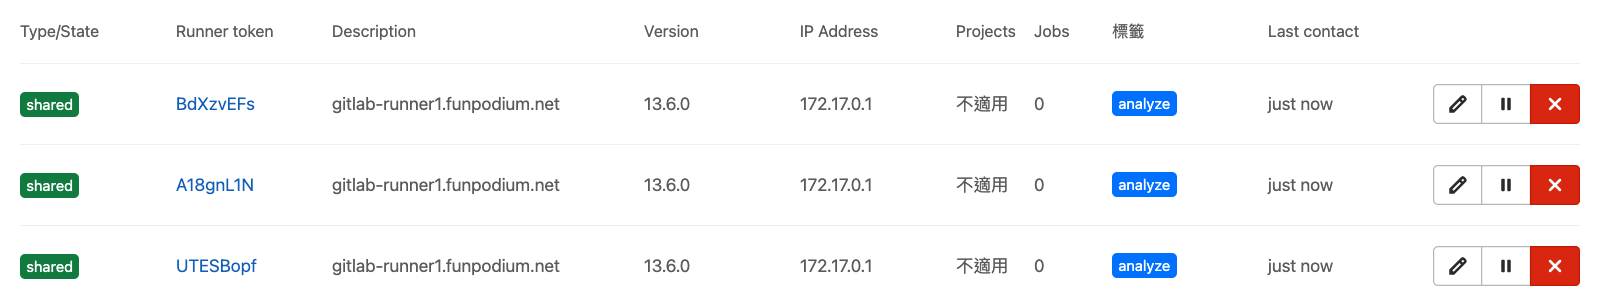 Type/State Runner token Description Version IP Address Projects Jobs 標籤 Last contact
shared BdXzvEFs gitlab-runner1.funpodium.net 13.6.0 172.17.0.1 不適用 0 analyze just now
shared A18gnL1N gitlab-runner1.funpodium.net 13.6.0 172.17.0.1 不適用 0 analyze just now
shared UTESBopf gitlab-runner1.funpodium.net 13.6.0 172.17.0.1 不適用 0 analyze just now